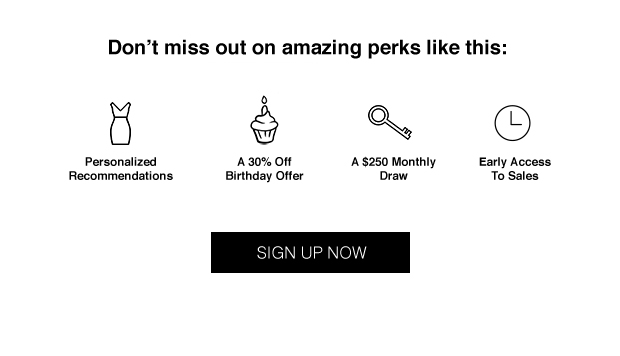 Don’t miss out on amazing perks like this:
Personalized
Recommendations
A 30% Off
Birthday Offer
A $250 Monthly
Draw
Early Access
To Sales
SIGN UP NOW